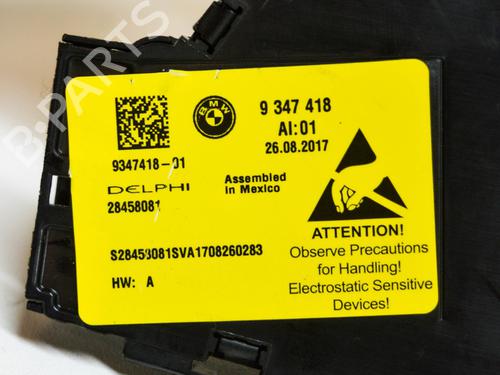 B-PARTS
BMW
9 347 418
AI:01
26.08.2017
9347418-01
DELPHI
28458081
Assembled
in Mexico
S28458081SVA1708260283
HW: A
ATTENTION!
Observe Precautions
for Handling!
Electrostatic Sensitive
Devices!